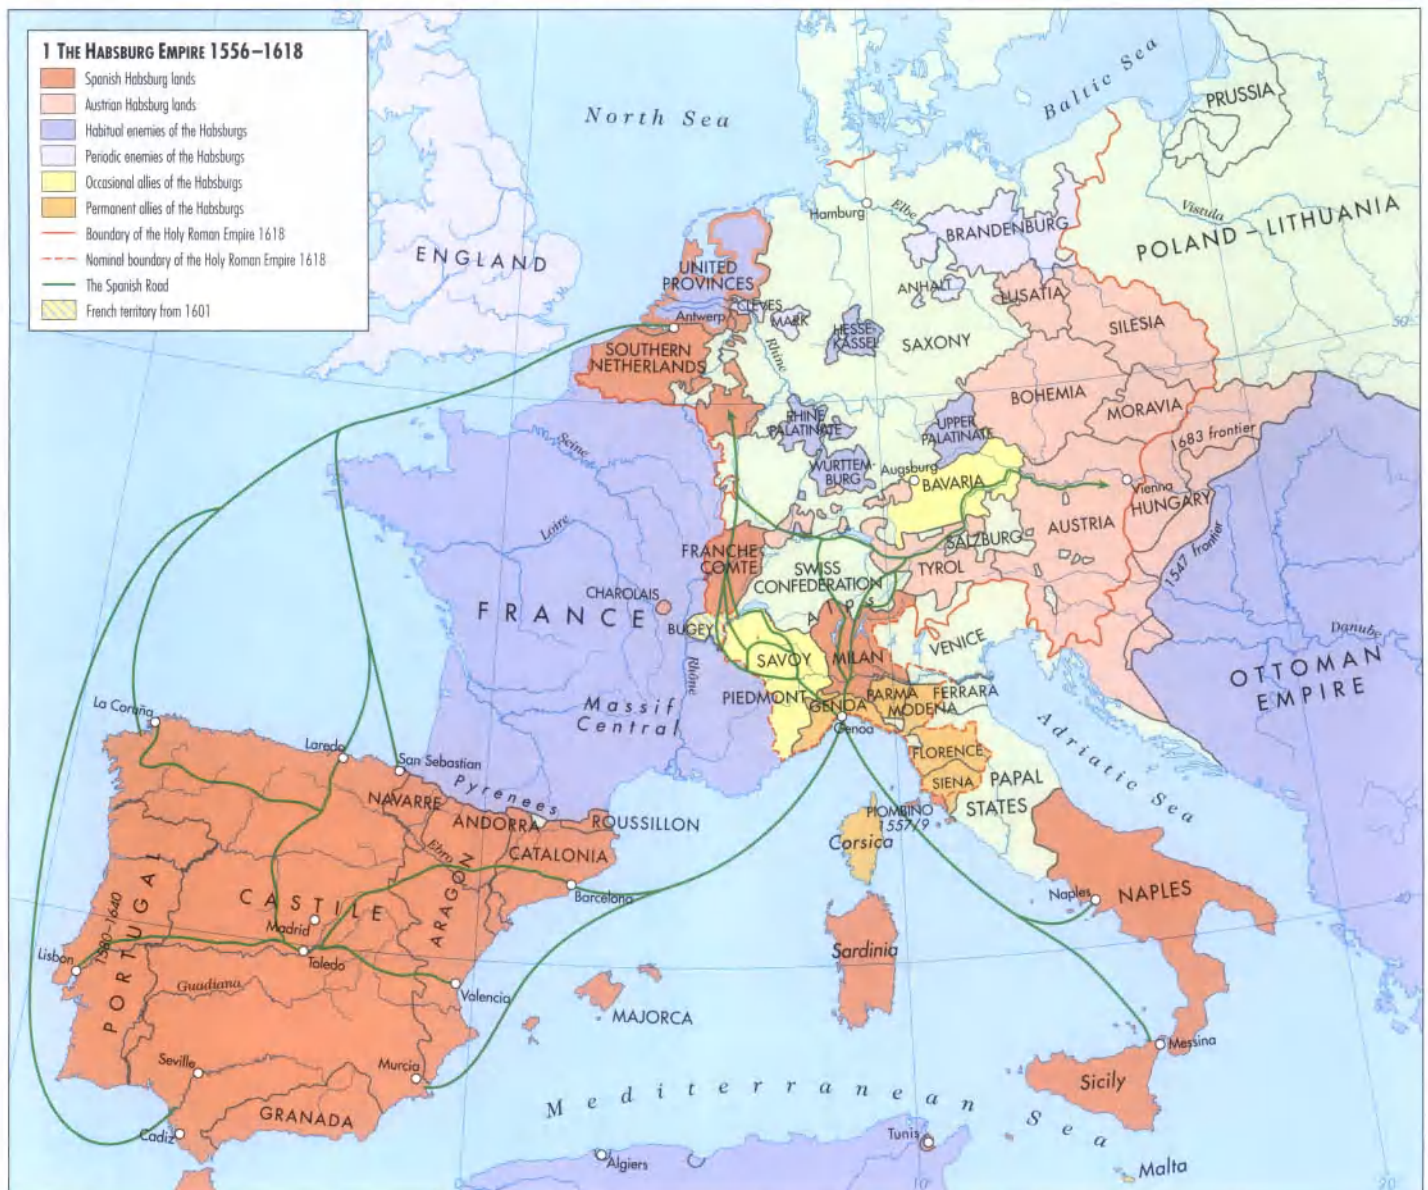 1 THE HABSBURG EMPIRE 1556–1618
Spanish Habsburg lands
Austrian Habsburg lands
Habitual enemies of the Habsburgs
Periodic enemies of the Habsburgs
Occasional allies of the Habsburgs
Permanent allies of the Habsburgs
Boundary of the Holy Roman Empire 1618
Nominal boundary of the Holy Roman Empire 1618
The Spanish Road
French territory from 1601
North Sea
Baltic Sea
PRUSSIA
Vistula
POLAND – LITHUANIA
ENGLAND
Hamburg
Elbe
BRANDENBURG
UNITED
PROVINCES
CLEVES
MARK
Antwerp
ANHALT
LUSATIA
HESSE-
KASSEL
SAXONY
SILESIA
50°
SOUTHERN
NETHERLANDS
Rhine
BOHEMIA
MORAVIA
RHINE
PALATINATE
UPPER
PALATINATE
1683 frontier
Seine
WÜRTTEM-
BURG
Augsburg
BAVARIA
Vienna
HUNGARY
AUSTRIA
SALZBURG
1547 frontier
Loire
FRANCHE-
COMTE
SWISS
CONFEDERATION
TYROL
Alps
CHAROLAIS
FRANCE
BUGEY
Danube
OTTOMAN
EMPIRE
VENICE
SAVOY
MILAN
Rhône
PIEDMONT
PARMA
FERRARA
MODENA
GENOA
Genoa
Massif
Central
La Coruña
Laredo
San Sebastian
Pyrenees
Adriatic Sea
FLORENCE
SIENA
PAPAL
STATES
NAVARRE
ANDORRA
ROUSSILLON
PIOMBINO
1557/9
Corsica
Ebro
CATALONIA
ARAGON
Barcelona
PORTUGAL
1580–1640
CASTILE
Madrid
Naples
NAPLES
40
Lisbon
Toledo
Sardinia
Guadiana
Valencia
MAJORCA
Messina
Seville
Murcia
Sicily
GRANADA
Mediterranean Sea
Cadiz
Tunis
Algiers
Malta
0
10°
20°